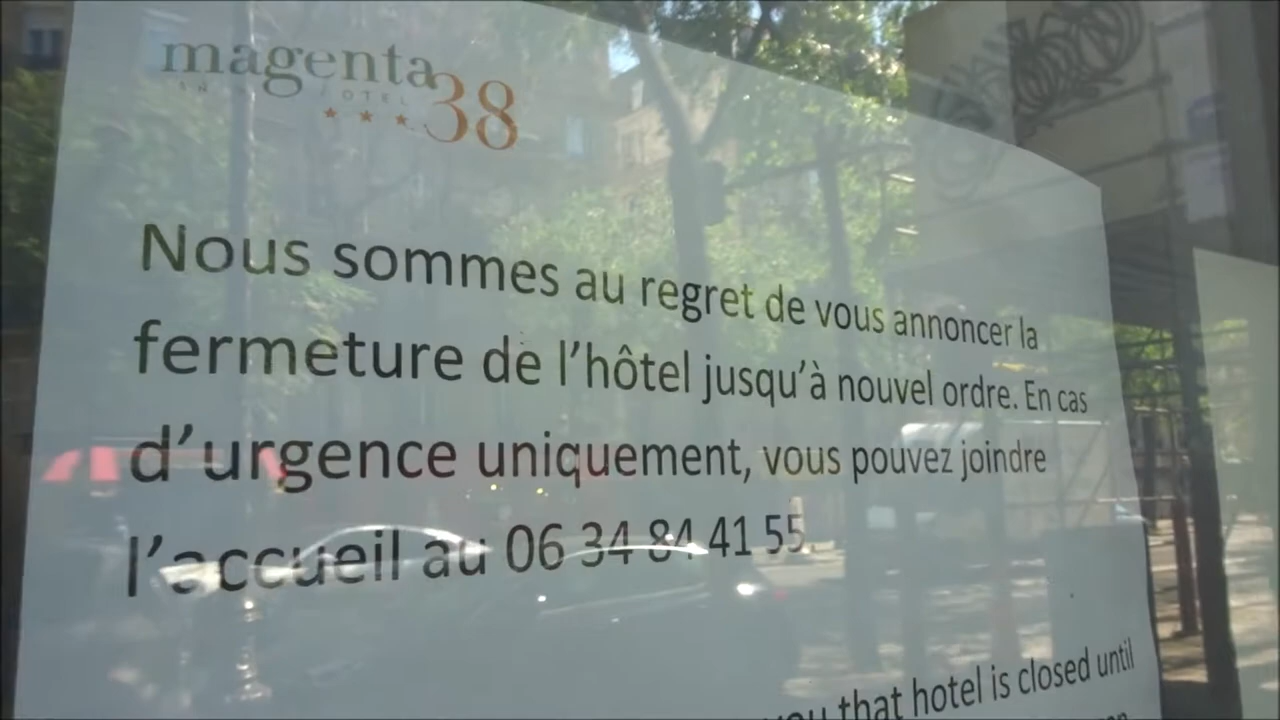 magenta 38
HOTEL
Nous sommes au regret de vous annoncer la
fermeture de l'hôtel jusqu'à nouvel ordre. En cas
d'urgence uniquement, vous pouvez joindre
l'accueil au 06 34 84 41 55
you that hotel is closed until